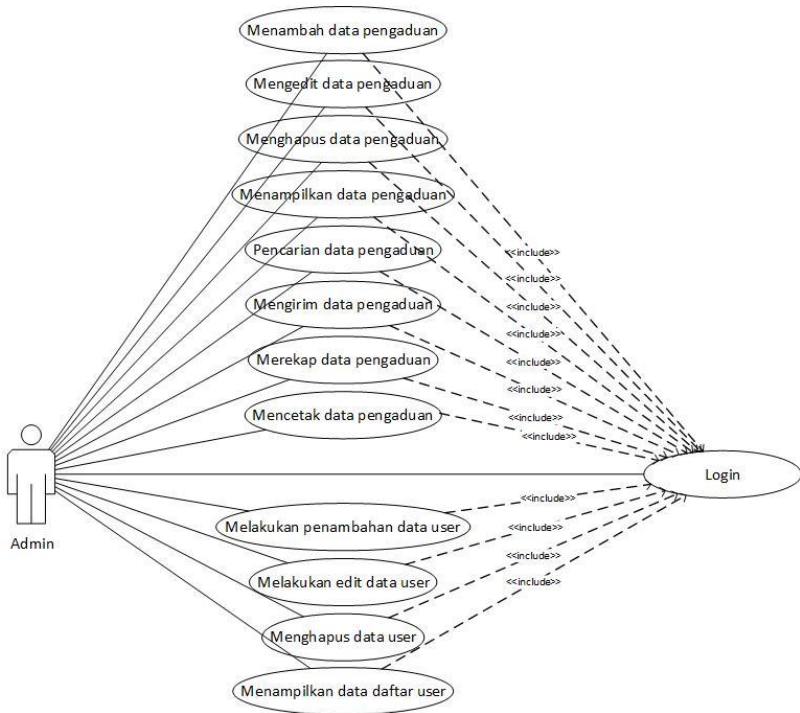 Menambah data pengaduan
Mengedit data pengaduan
Menghapus data pengaduan
Menampilkan data pengaduan
Pencarian data pengaduan
<<include>>
<<include>>
Mengirim data pengaduan
<<include>>
<<include>>
Merekap data pengaduan
<<include>>
<<include>>
Mencetak data pengaduan
<<include>>
<<include>>
Login
Admin
<<include>>
Melakukan penambahan data user
<<include>>
<<include>>
Melakukan edit data user
<<include>>
Menghapus data user
Menampilkan data daftar user